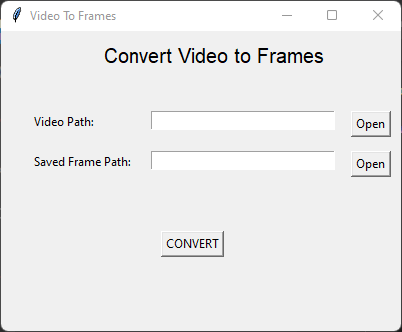 Video To Frames
Convert Video to Frames
Video Path:
Open
Saved Frame Path:
Open
CONVERT